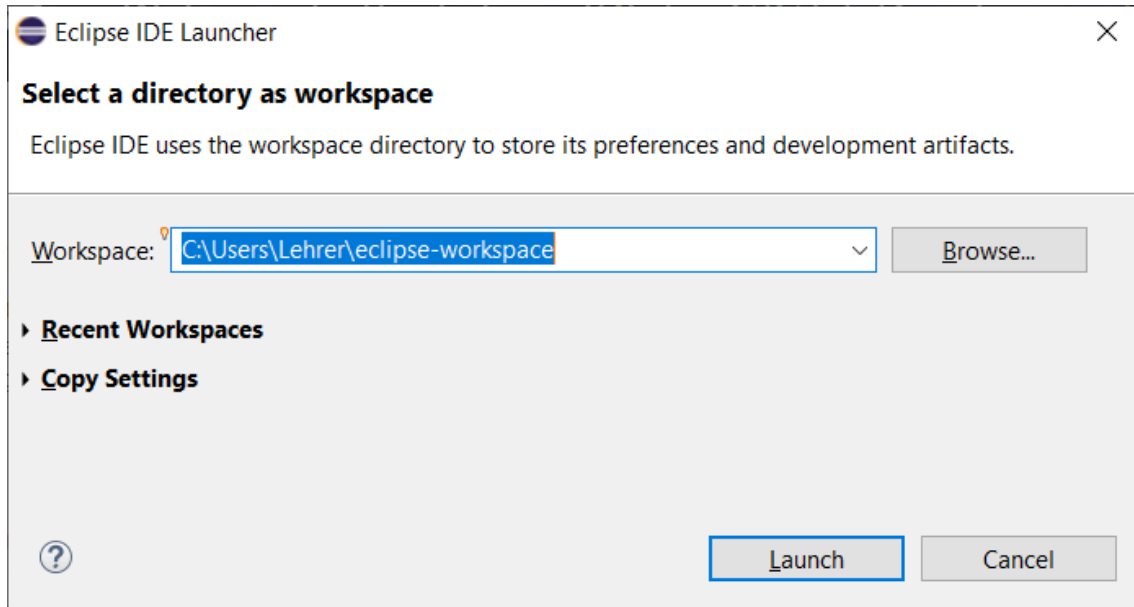 Eclipse IDE Launcher
Select a directory as workspace
Eclipse IDE uses the workspace directory to store its preferences and development artifacts.
Workspace: C:\Users\Lehrer\eclipse-workspace Browse...
Recent Workspaces
Copy Settings
? Launch Cancel